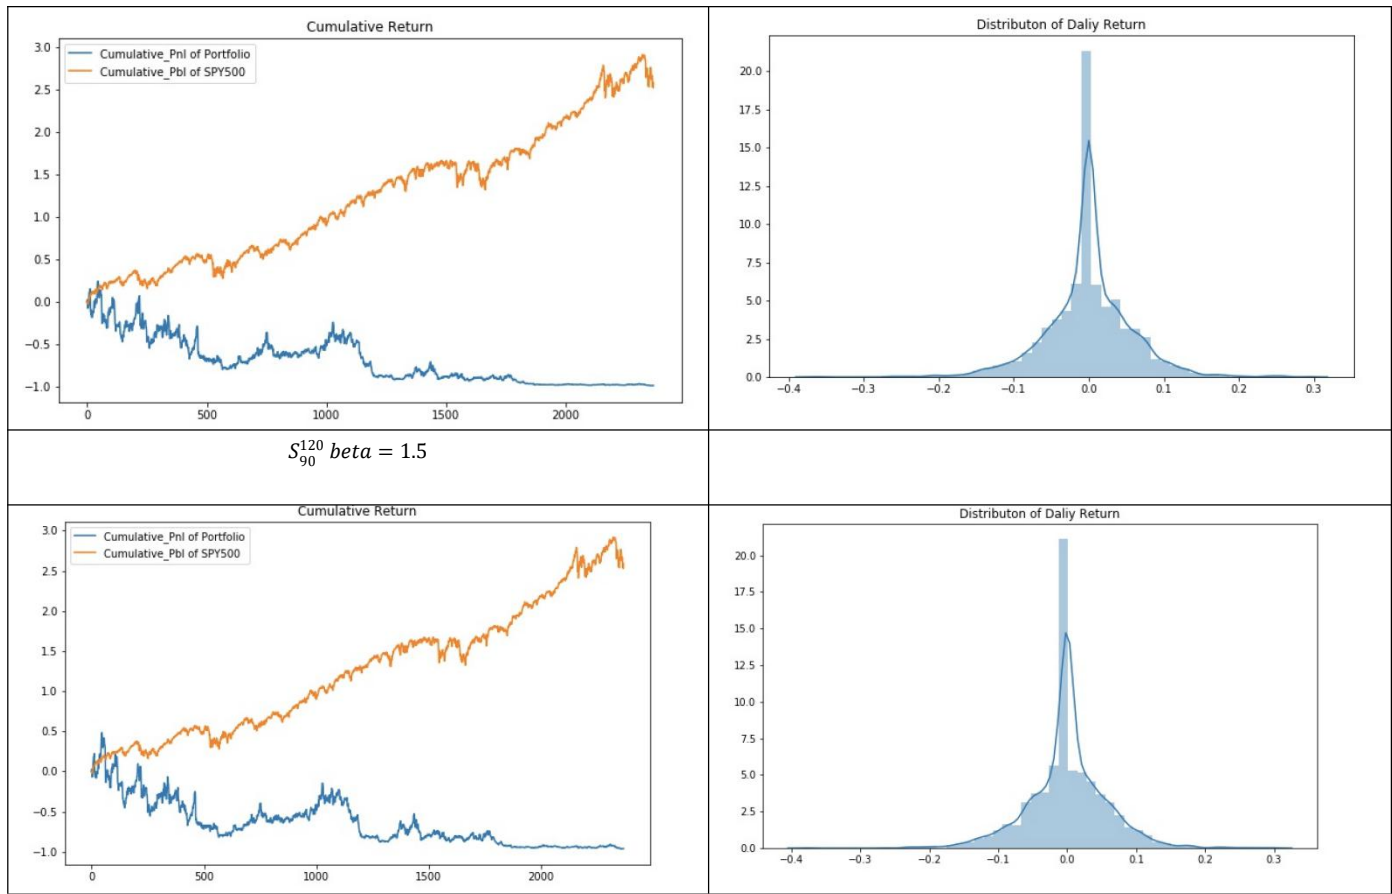 Cumulative Return
Cumulative_Pnl of Portfolio
Cumulative_Pbl of SPY500
3.0
2.5
2.0
1.5
1.0
0.5
0.0
−0.5
−1.0
0 500 1000 1500 2000
Distributon of Daliy Return
20.0
17.5
15.0
12.5
10.0
7.5
5.0
2.5
0.0
−0.4 −0.3 −0.2 −0.1 0.0 0.1 0.2 0.3
$S_{90}^{120}$ beta = 1.5
Cumulative Return
Cumulative_Pnl of Portfolio
Cumulative_Pbl of SPY500
3.0
2.5
2.0
1.5
1.0
0.5
0.0
−0.5
−1.0
0 500 1000 1500 2000
Distributon of Daliy Return
20.0
17.5
15.0
12.5
10.0
7.5
5.0
2.5
0.0
−0.4 −0.3 −0.2 −0.1 0.0 0.1 0.2 0.3